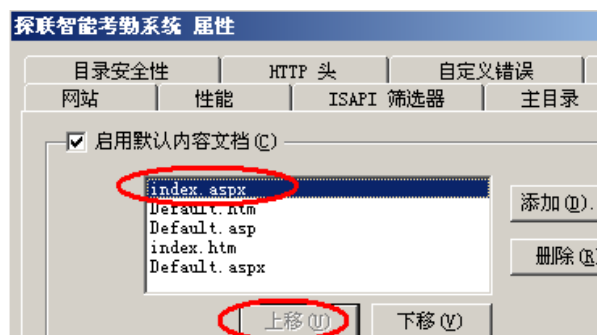 探联智能考勤系统 属性
目录安全性 HTTP 头 自定义错误
网站 性能 ISAPI 筛选器 主目录
启用默认内容文档(C)
index.aspx
Default.htm
Default.asp
index.htm
Default.aspx
添加(D).
删除(R)
上移(U) 下移(V)